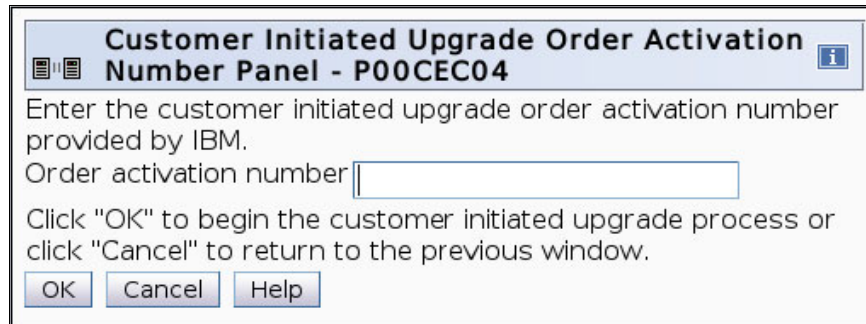 Customer Initiated Upgrade Order Activation
Number Panel - P00CEC04
Enter the customer initiated upgrade order activation number
provided by IBM.
Order activation number
Click "OK" to begin the customer initiated upgrade process or
click "Cancel" to return to the previous window.
OK Cancel Help